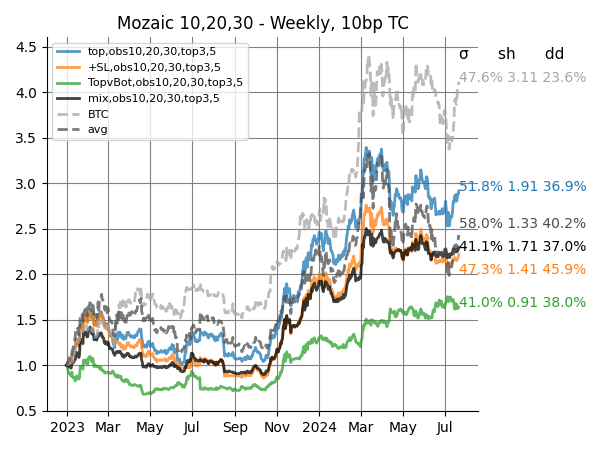 Mozaic 10,20,30 - Weekly, 10bp TC
top,obs10,20,30,top3,5
+SL,obs10,20,30,top3,5
TopvBot,obs10,20,30,top3,5
mix,obs10,20,30,top3,5
BTC
avg
σ sh dd
47.6% 3.11 23.6%
51.8% 1.91 36.9%
58.0% 1.33 40.2%
41.1% 1.71 37.0%
47.3% 1.41 45.9%
41.0% 0.91 38.0%
4.5
4.0
3.5
3.0
2.5
2.0
1.5
1.0
0.5
2023 Mar May Jul Sep Nov 2024 Mar May Jul